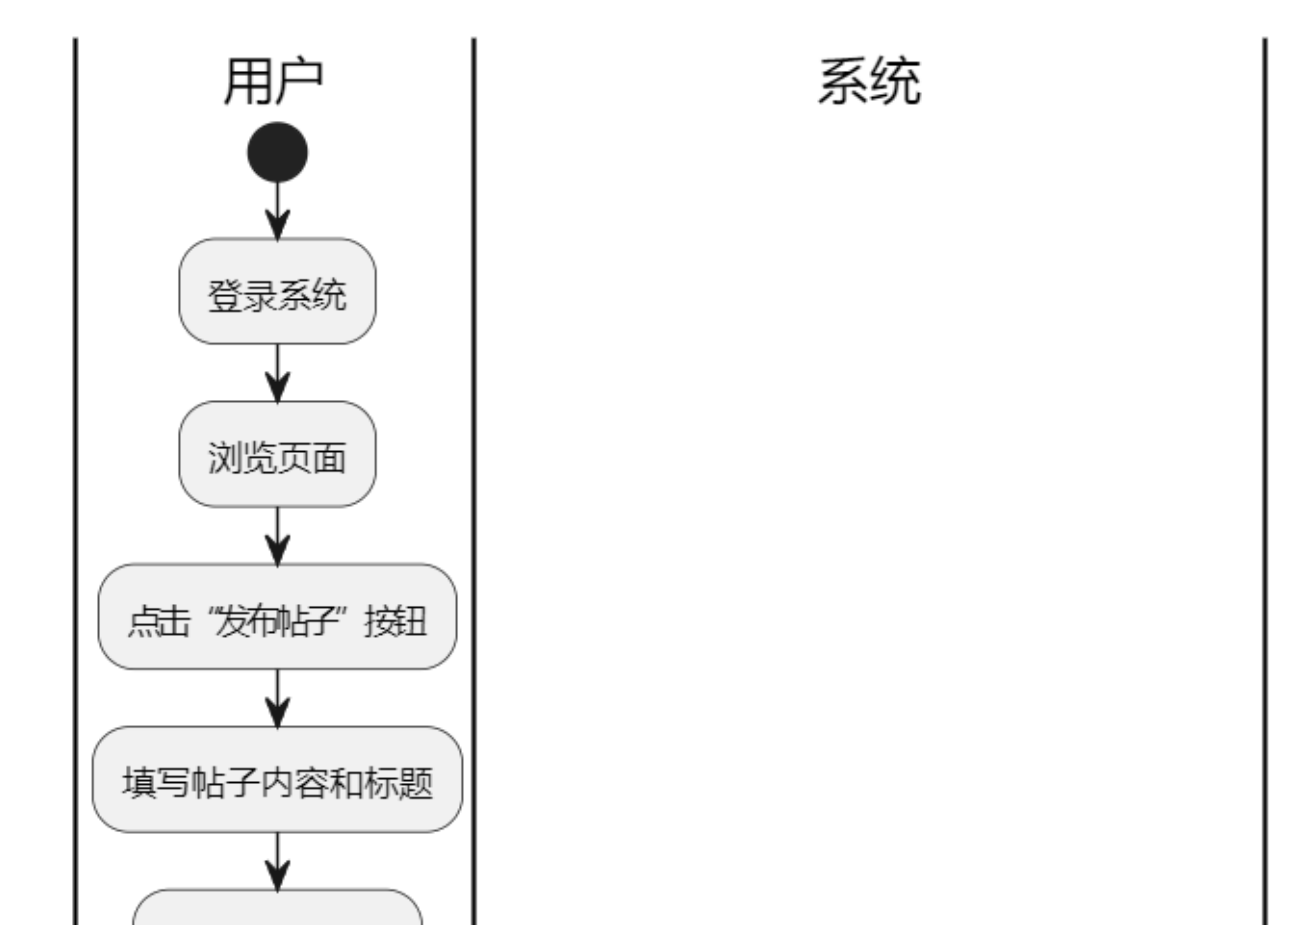 用户
系统
登录系统
浏览页面
点击“发布帖子”按钮
填写帖子内容和标题